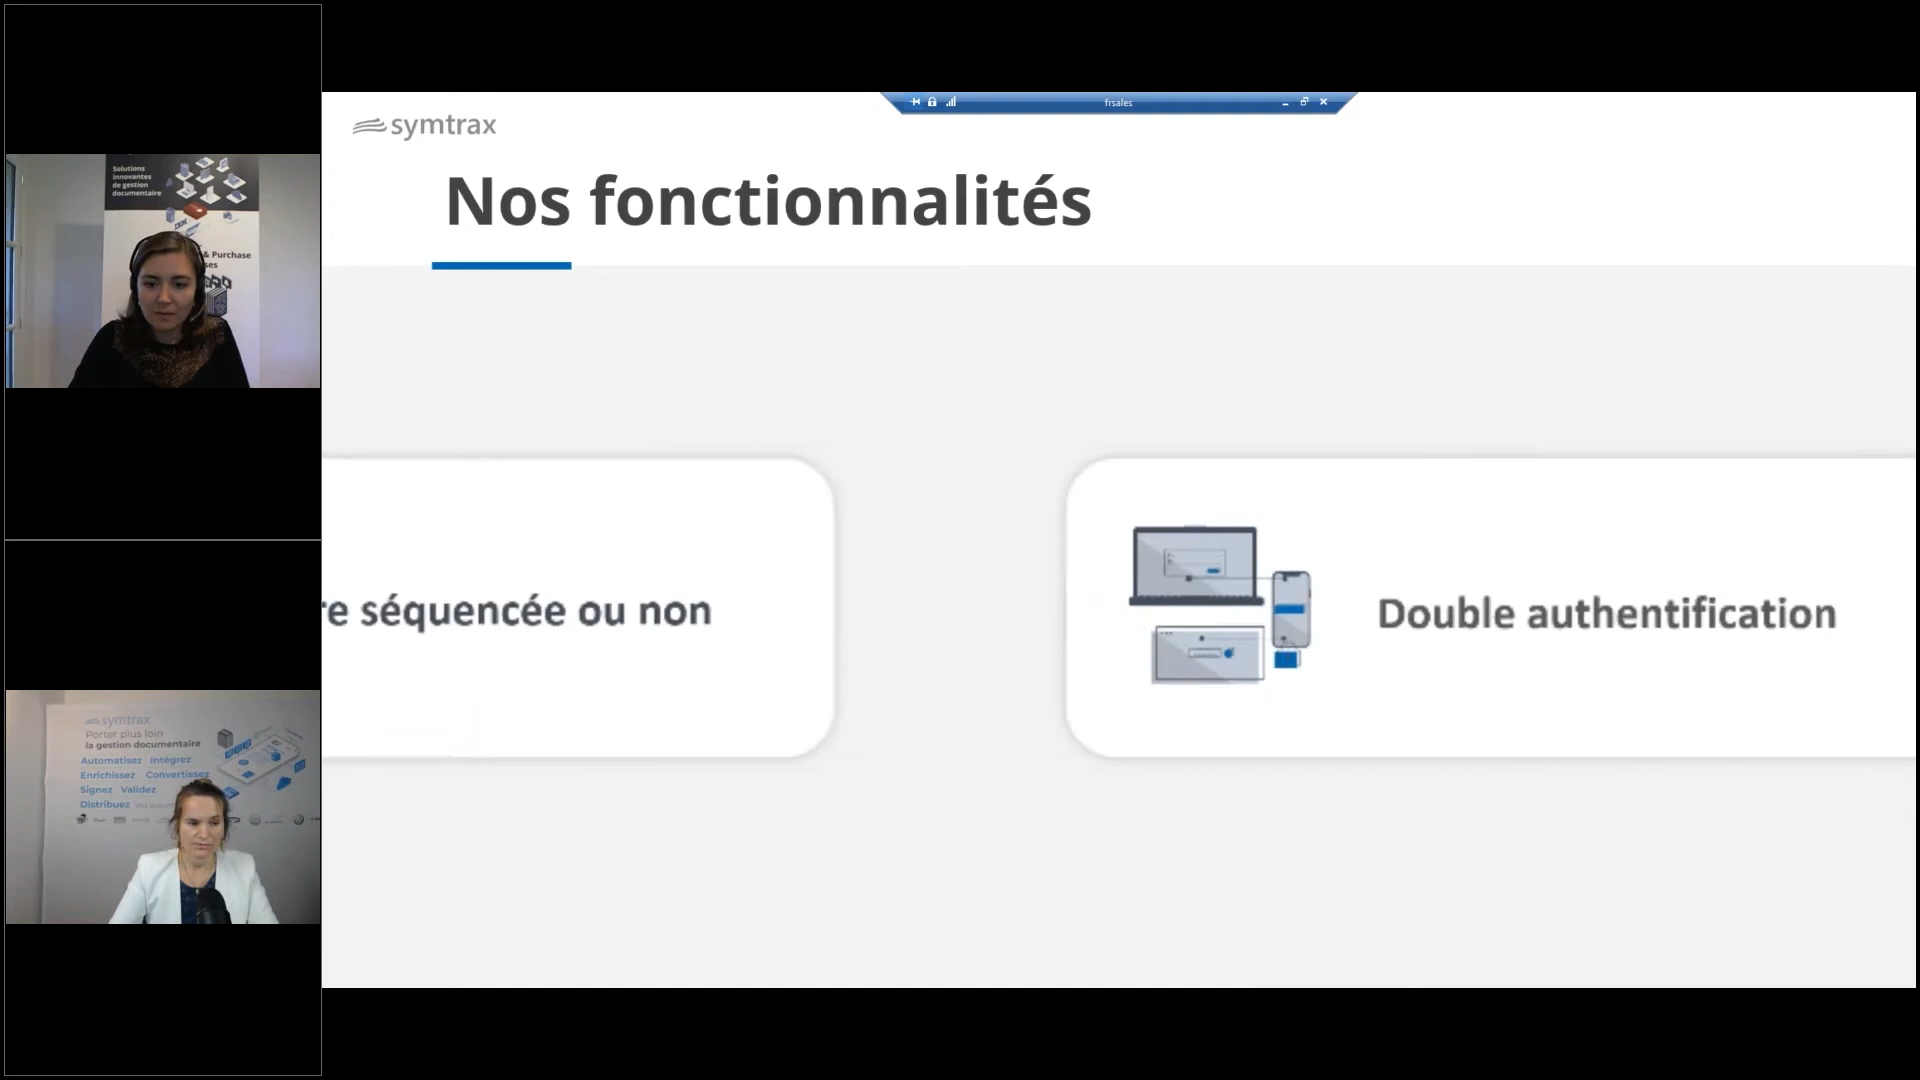 Solutions
innovantes
de gestion
documentaire
& Purchase
symtrax
Porter plus loin
la gestion documentaire
Automatisez Intégrez
Enrichissez Convertissez
Signez Validez
Distribuez
frsales
symtrax
Nos fonctionnalités
re séquencée ou non
Double authentification